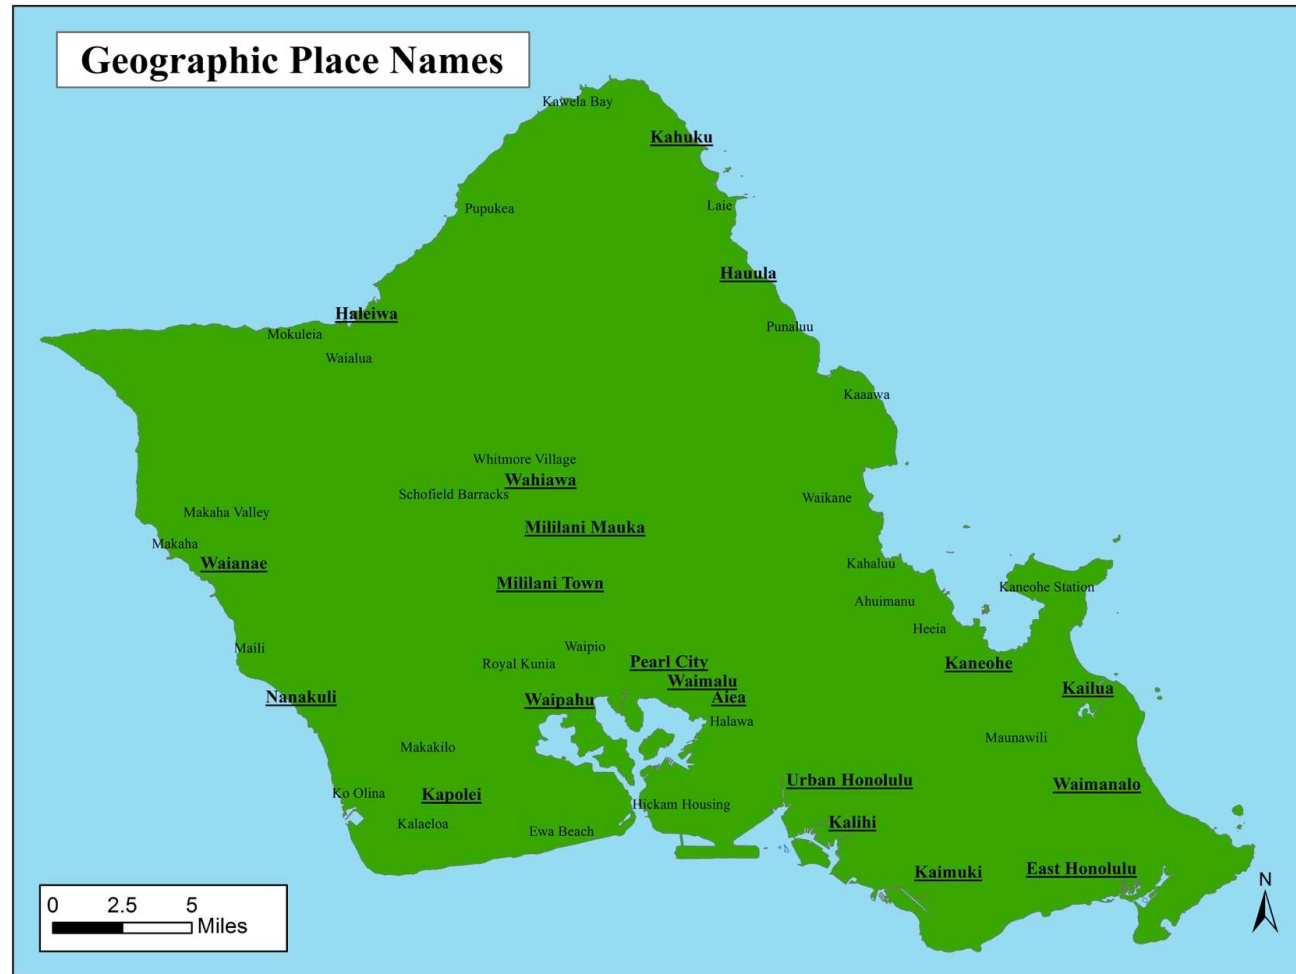 Geographic Place Names
Kawela Bay
Kahuku
Pupukea
Laie
Hauula
Haleiwa
Mokuleia
Punaluu
Waialua
Kaaawa
Whitmore Village
Wahiawa
Schofield Barracks
Waikane
Makaha Valley
Mililani Mauka
Makaha
Waianae
Kahaluu
Mililani Town
Kaneohe Station
Ahuimanu
Heeia
Maili
Waipio
Royal Kunia
Pearl City
Kaneohe
Waimalu
Kailua
Nanakuli
Waipahu
Aiea
Halawa
Maunawili
Makakilo
Urban Honolulu
Waimanalo
Ko Olina
Kapolei
Hickam Housing
Kalaeloa
Ewa Beach
Kalihi
Kaimuki
East Honolulu
N
0 2.5 5
Miles